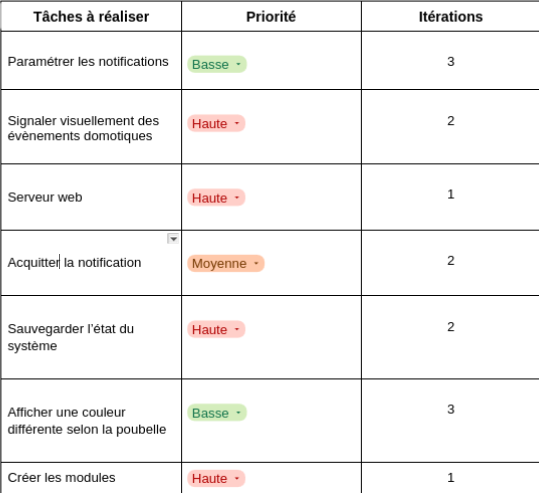 Tâches à réaliser Priorité Itérations
Paramétrer les notifications Basse 3
Signaler visuellement des
évènements domotiques Haute 2
Serveur web Haute 1
Acquitter la notification Moyenne 2
Sauvegarder l'état du
système Haute 2
Afficher une couleur
différente selon la poubelle Basse 3
Créer les modules Haute 1